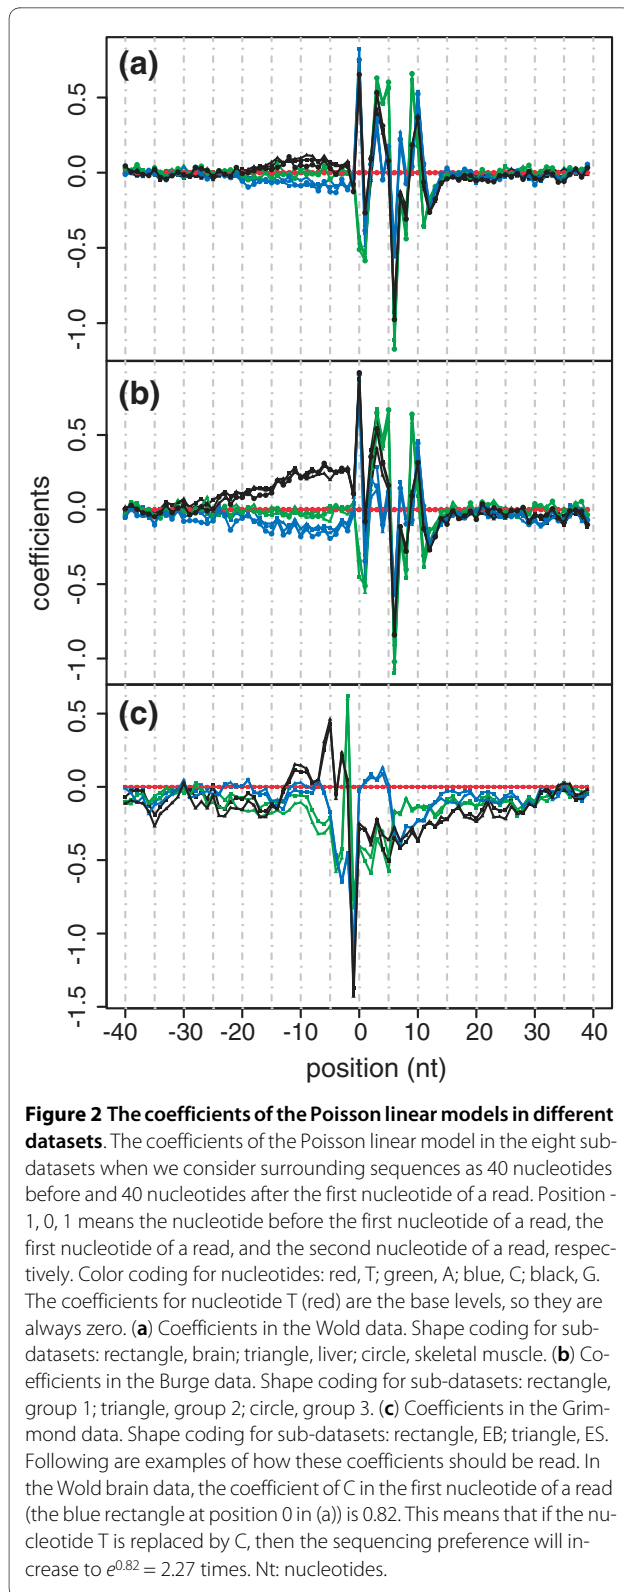 (a)
0.5
0.0
-0.5
-1.0
(b)
0.5
0.0
-0.5
-1.0
coefficients
(c)
0.5
0.0
-0.5
-1.0
-1.5
-40 -30 -20 -10 0 10 20 30 40
position (nt)
Figure 2 The coefficients of the Poisson linear models in different
datasets. The coefficients of the Poisson linear model in the eight sub-
datasets when we consider surrounding sequences as 40 nucleotides
before and 40 nucleotides after the first nucleotide of a read. Position -
1, 0, 1 means the nucleotide before the first nucleotide of a read, the
first nucleotide of a read, and the second nucleotide of a read, respec-
tively. Color coding for nucleotides: red, T; green, A; blue, C; black, G.
The coefficients for nucleotide T (red) are the base levels, so they are
always zero. (a) Coefficients in the Wold data. Shape coding for sub-
datasets: rectangle, brain; triangle, liver; circle, skeletal muscle. (b) Co-
efficients in the Burge data. Shape coding for sub-datasets: rectangle,
group 1; triangle, group 2; circle, group 3. (c) Coefficients in the Grim-
mond data. Shape coding for sub-datasets: rectangle, EB; triangle, ES.
Following are examples of how these coefficients should be read. In
the Wold brain data, the coefficient of C in the first nucleotide of a read
(the blue rectangle at position 0 in (a)) is 0.82. This means that if the nu-
cleotide T is replaced by C, then the sequencing preference will in-
crease to e^0.82 = 2.27 times. Nt: nucleotides.